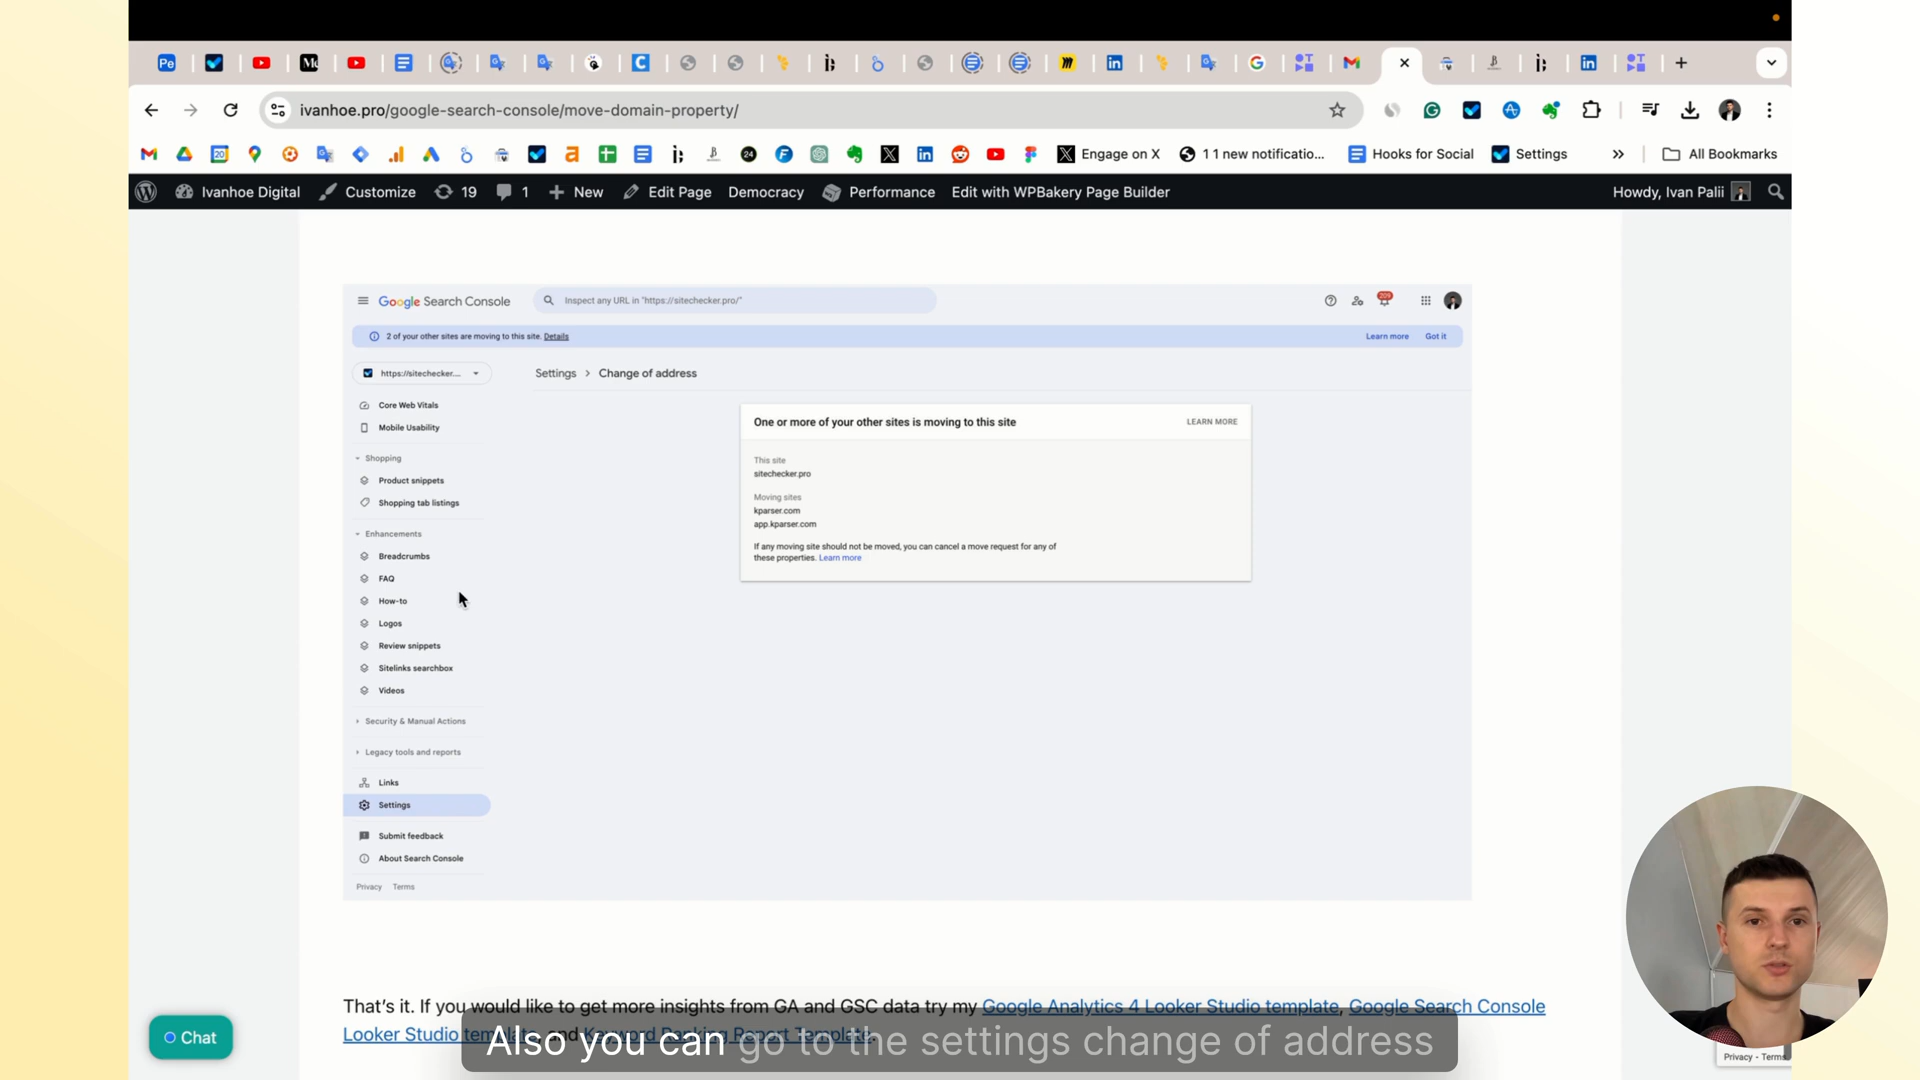 ivanhoe.pro/google-search-console/move-domain-property/
Engage on X
1 1 new notificatio...
Hooks for Social
Settings
All Bookmarks
Ivanhoe Digital
Customize
19
1
New
Edit Page
Democracy
Performance
Edit with WPBakery Page Builder
Howdy, Ivan Palii
Google Search Console
Inspect any URL in "https://sitechecker.pro/"
209
2 of your other sites are moving to this site. Details
Learn more
Got it
https://sitechecker....
Settings
Change of address
Core Web Vitals
Mobile Usability
One or more of your other sites is moving to this site
LEARN MORE
This site
sitechecker.pro
Moving sites
kparser.com
app.kparser.com
If any moving site should not be moved, you can cancel a move request for any of
these properties. Learn more
Shopping
Product snippets
Shopping tab listings
Enhancements
Breadcrumbs
FAQ
How-to
Logos
Review snippets
Sitelinks searchbox
Videos
Security & Manual Actions
Legacy tools and reports
Links
Settings
Submit feedback
About Search Console
Privacy
Terms
That's it. If you would like to get more insights from GA and GSC data try my Google Analytics 4 Looker Studio template, Google Search Console
Looker Studio template, and Keyword Ranking Report Template.
Also you can go to the settings change of address
Chat
Privacy - Terms